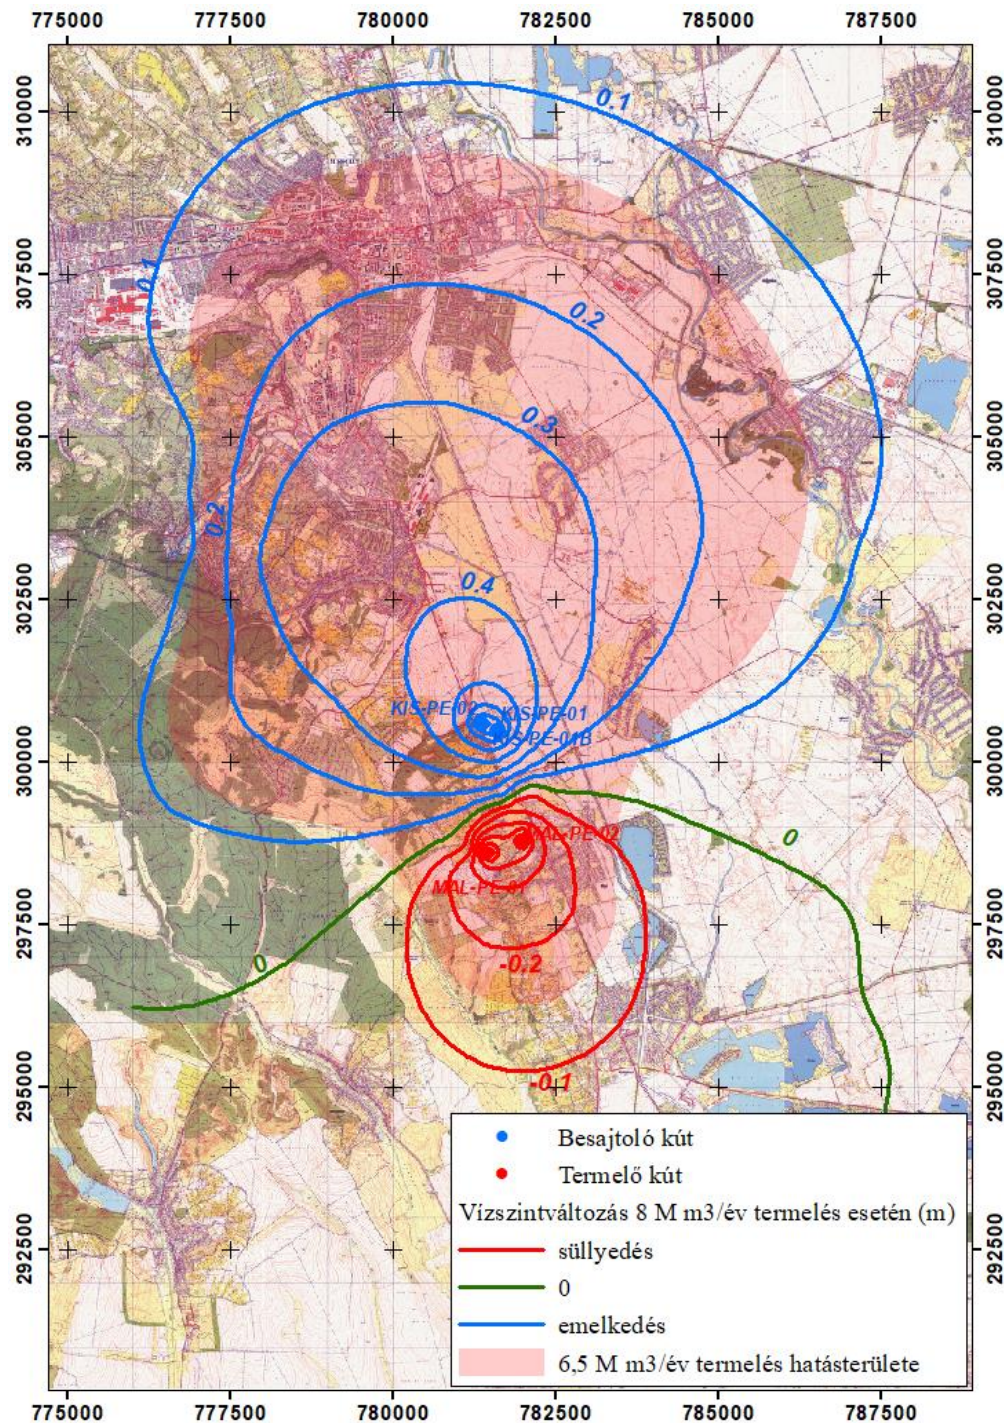 775000 777500 780000 782500 785000 787500
310000 310000
307500 307500
305000 305000
302500 302500
300000 300000
297500 297500
295000 295000
292500 292500
0.1
0.1
0.2
0.3
0.2
0.4
KIS-PE-02 KIS-PE-01
KIS-PE-01B
MAL-PE-02
MAL-PE-01
0
0
-0.2
-0.1
Besajtoló kút
Termelő kút
Vízszintváltozás 8 M m3/év termelés esetén (m)
süllyedés
0
emelkedés
6,5 M m3/év termelés hatásterülete
775000 777500 780000 782500 785000 787500